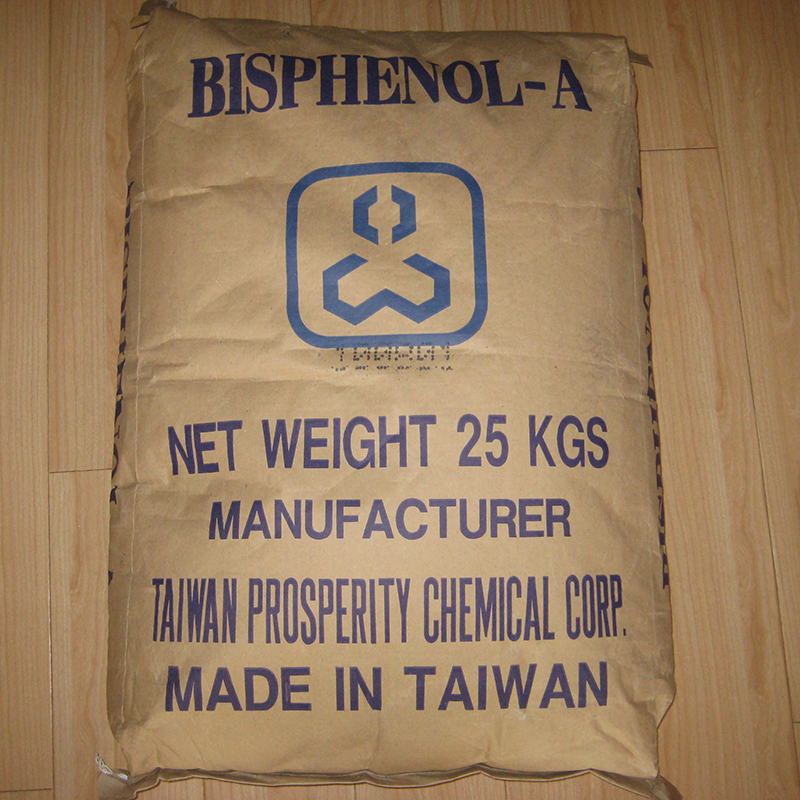 BISPHENOL-A
NET WEIGHT 25 KGS
MANUFACTURER
TAIWAN PROSPERITY CHEMICAL CORP.
MADE IN TAIWAN